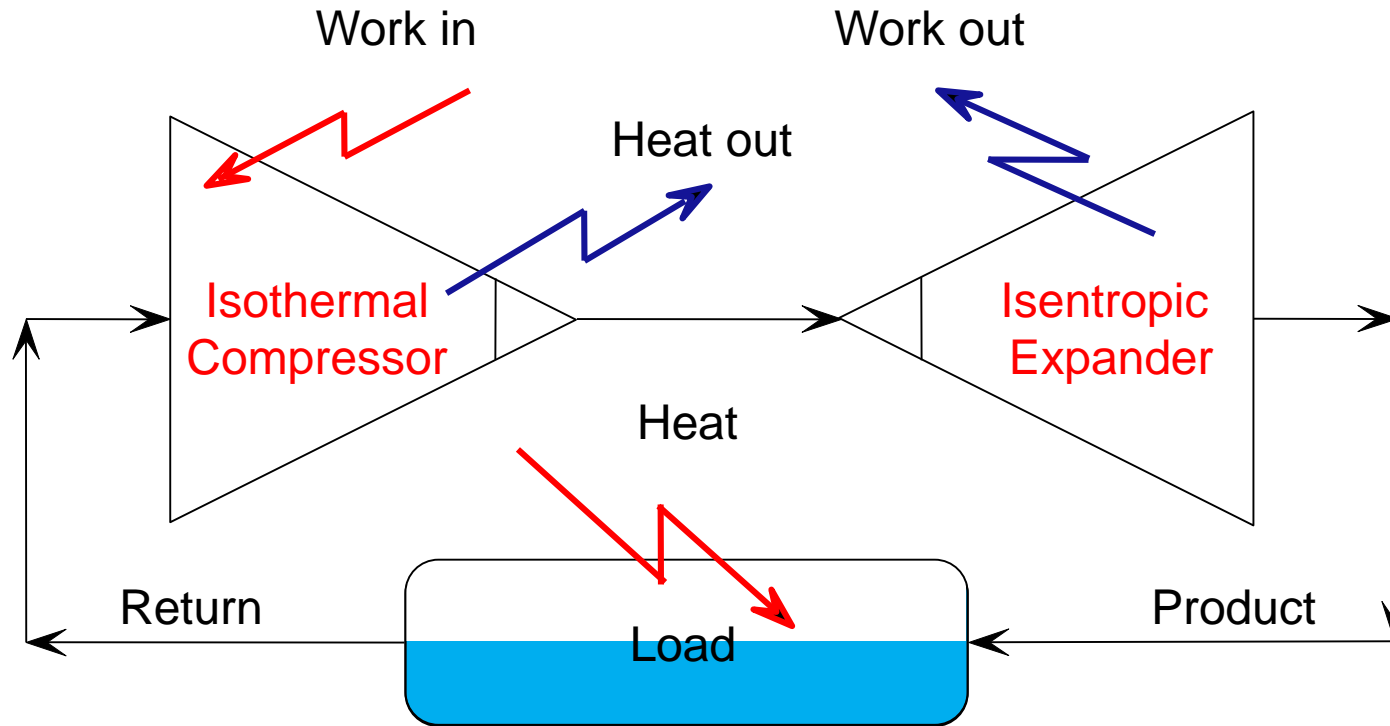 Work in
Work out
Heat out
Isothermal
Compressor
Isentropic
Expander
Heat
Return
Load
Product